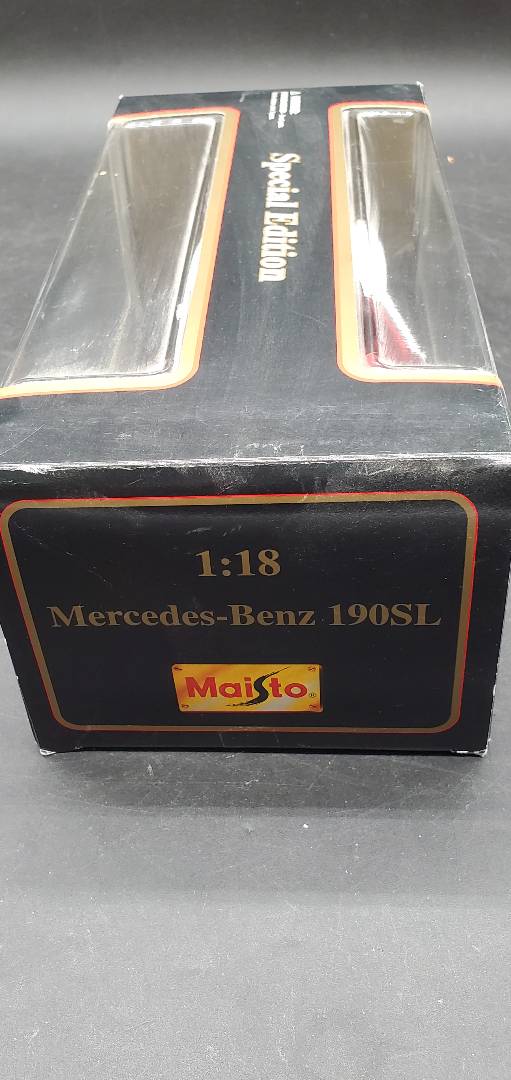 Special Edition
1:18
Mercedes-Benz 190SL
Maisto®